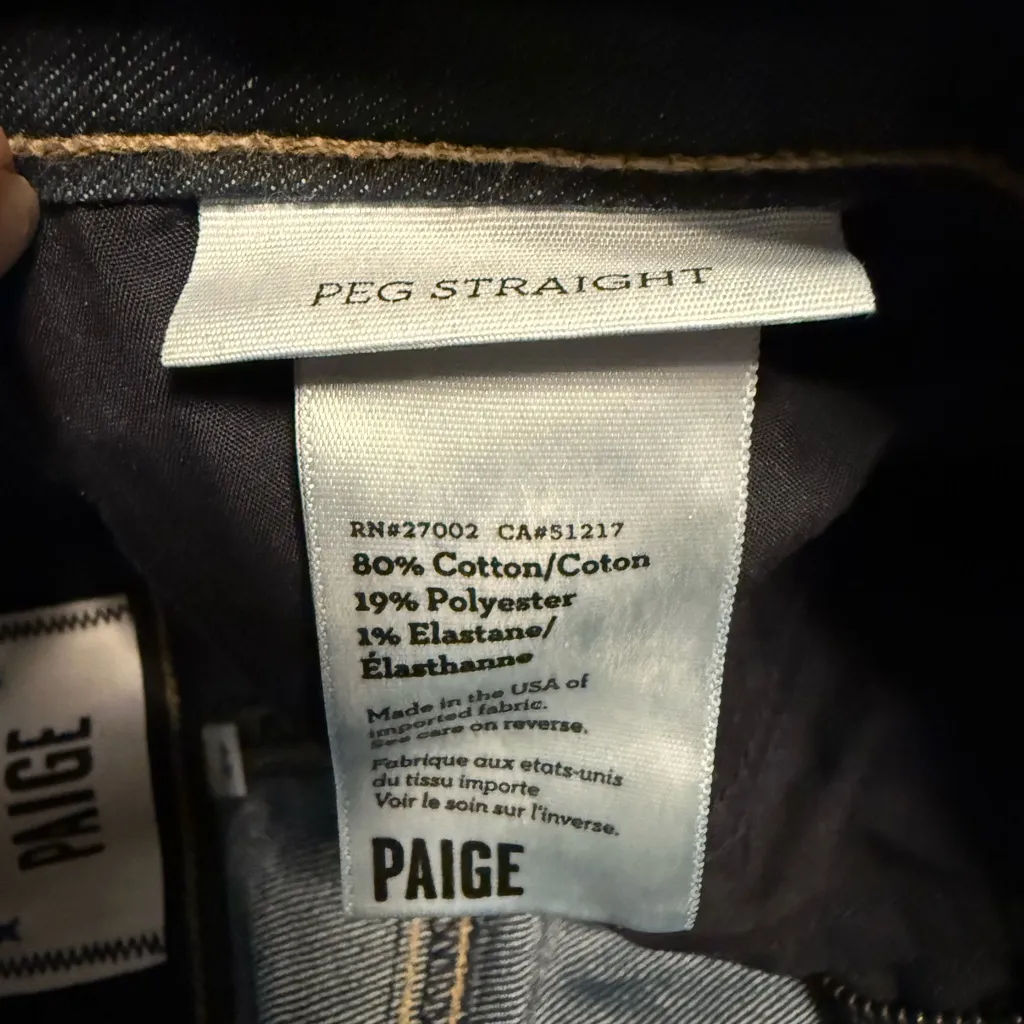 PEG STRAIGHT
RN#27002 CA#51217
80% Cotton/Coton
19% Polyester
1% Elastane/
Élasthanne
Made in the USA of
imported fabric.
See care on reverse.
Fabrique aux etats-unis
du tissu importe
Voir le soin sur l'inverse.
PAIGE
PAIGE